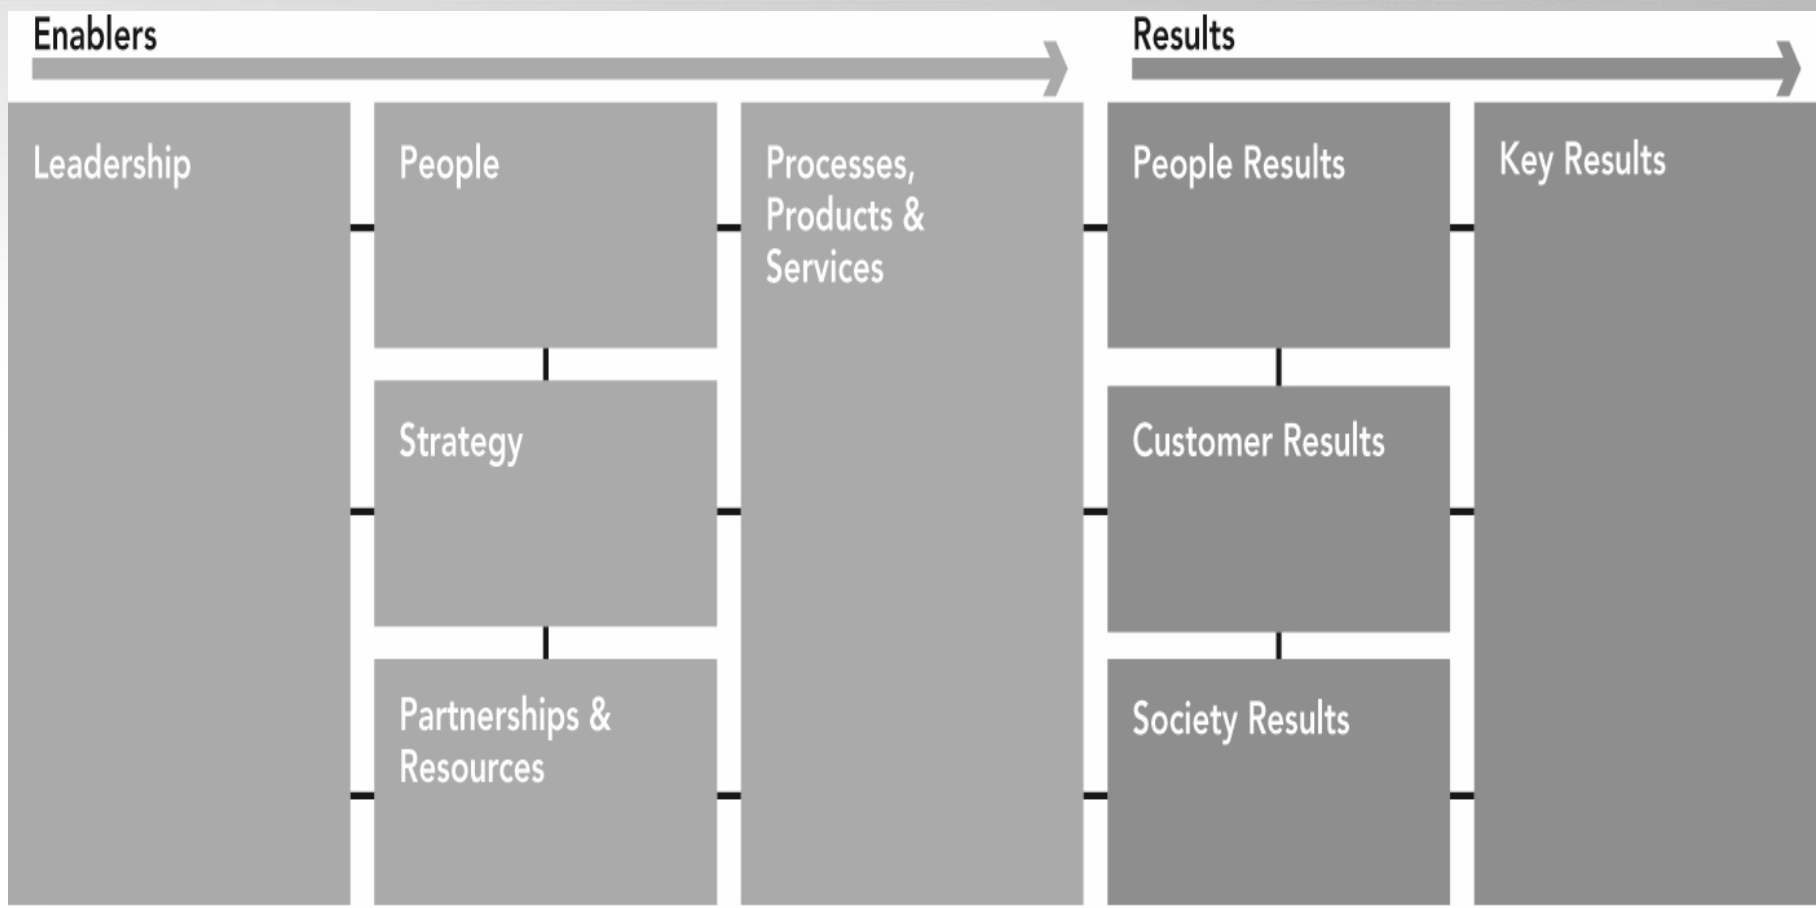 Enablers
Results
Leadership
People
Processes,
Products &
Services
People Results
Key Results
Strategy
Customer Results
Partnerships &
Resources
Society Results